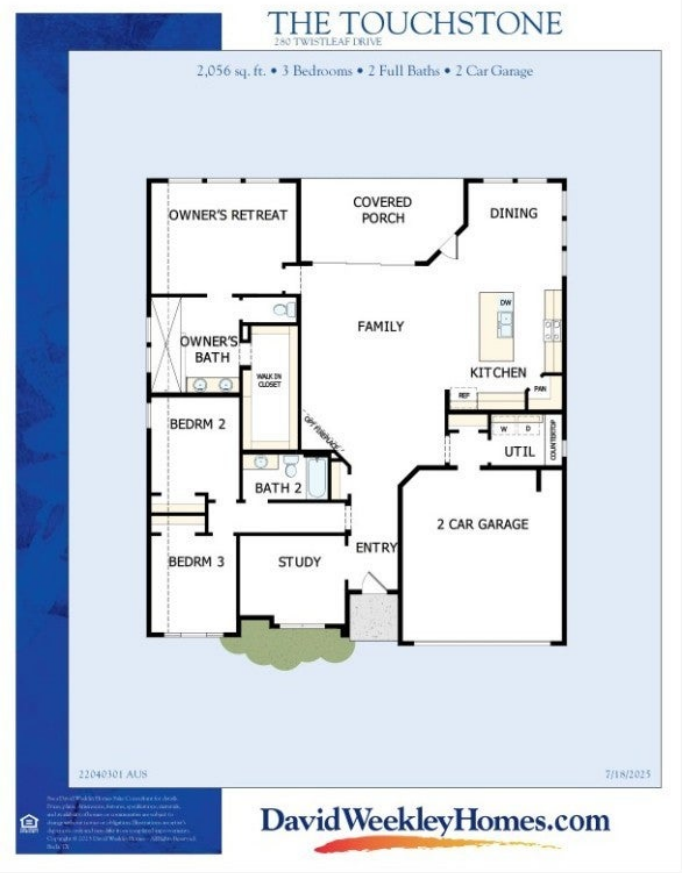 THE TOUCHSTONE
280 TWISTLEAF DRIVE
2,056 sq. ft. • 3 Bedrooms • 2 Full Baths • 2 Car Garage
OWNER'S RETREAT
COVERED
PORCH
DINING
FAMILY
DW
OWNER'S
BATH
KITCHEN
WALK IN
CLOSET
REF
PAN
BEDRM 2
OPT FIREPLACE
W D
UTIL
COUNTERTOP
BATH 2
2 CAR GARAGE
ENTRY
BEDRM 3
STUDY
22040301 AUS
7/18/2025
DavidWeekleyHomes.com